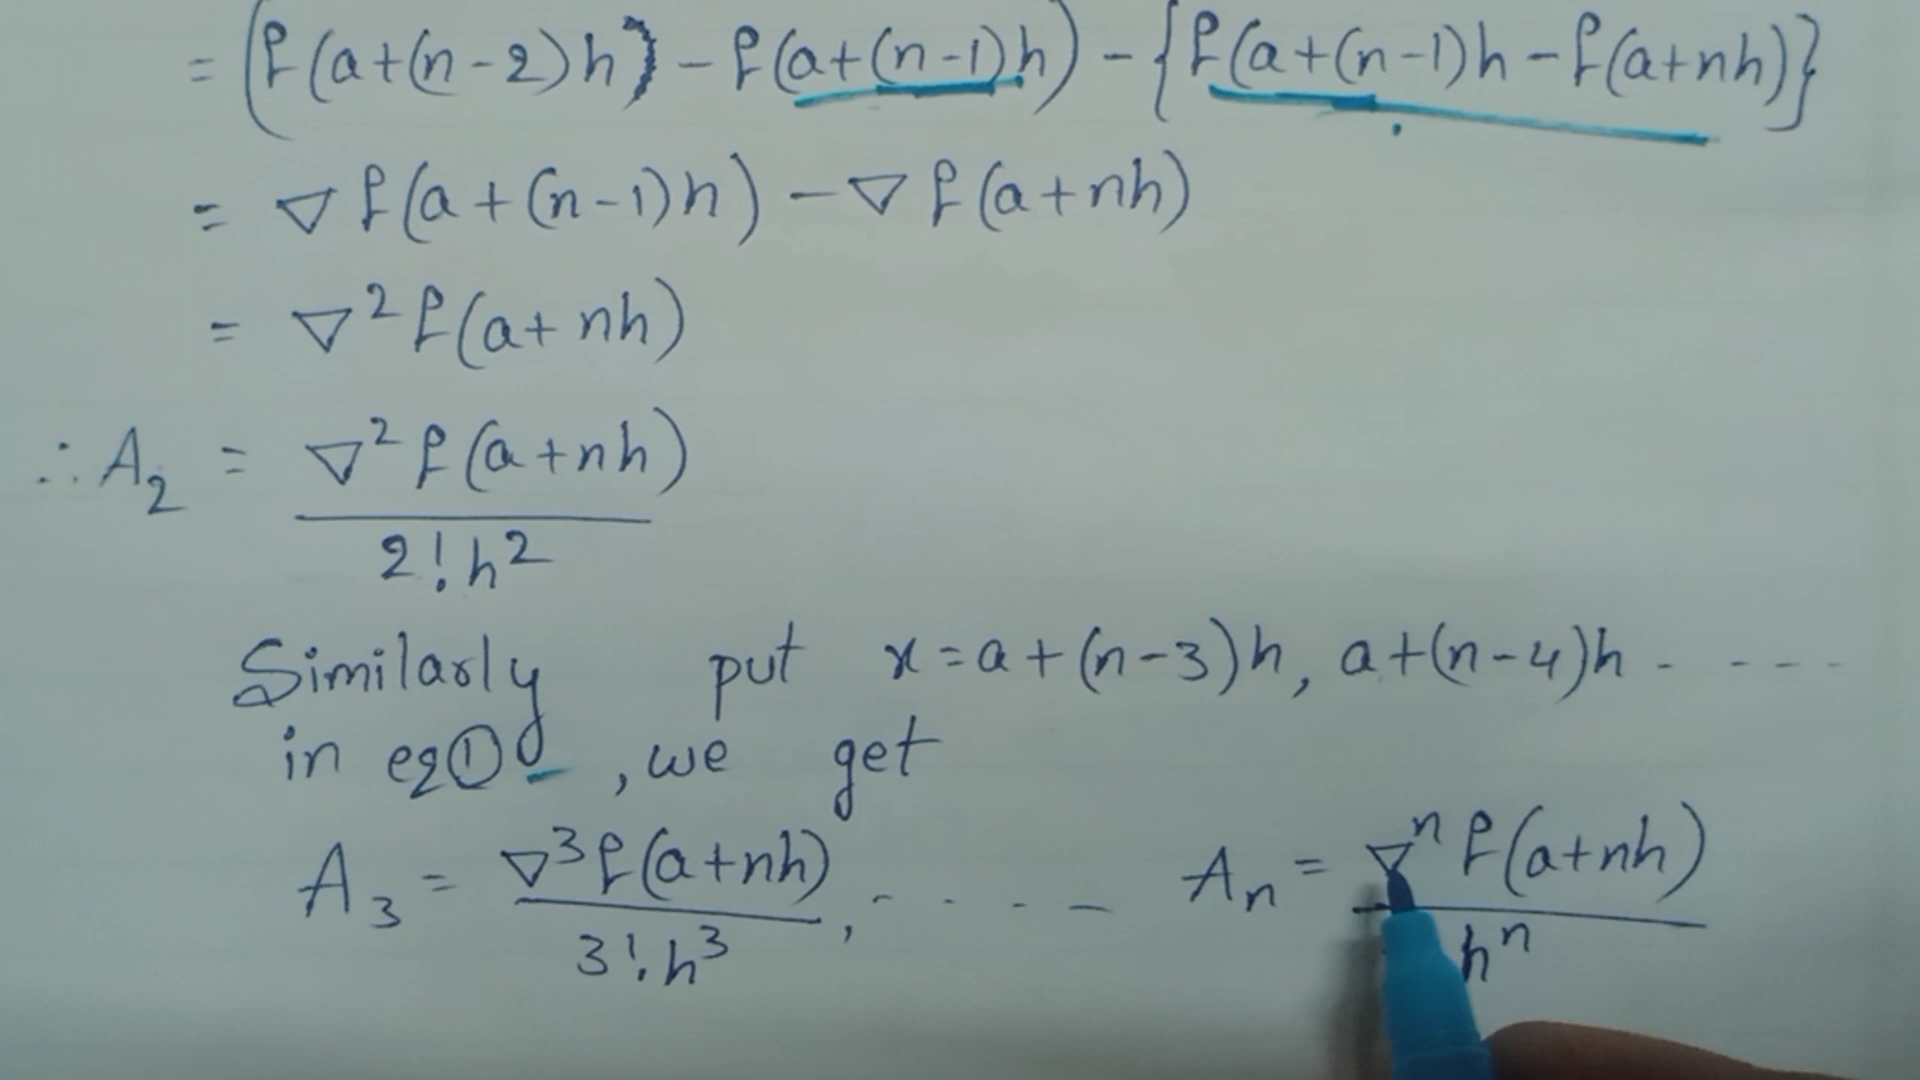 = (f(a+(n-2)h) - f(a+(n-1)h) - {f(a+(n-1)h - f(a+nh)}
= ∇f(a+(n-1)h) - ∇f(a+nh)
= ∇²f(a+nh)
∴ A₂ = ∇²f(a+nh)
2!h²
Similarly put x=a+(n-3)h, a+(n-4)h - ----
in eq①, we get
A₃ = ∇³f(a+nh) , - . . - — Aₙ = ∇ⁿf(a+nh)
3!h³ hⁿ